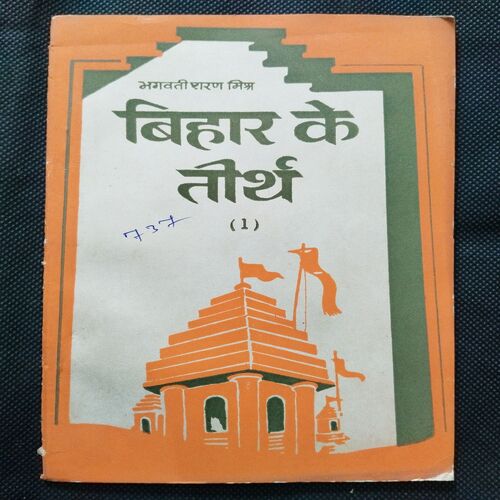 भगवती शरण मिश्र
बिहार के
तीर्थ
(1)
737